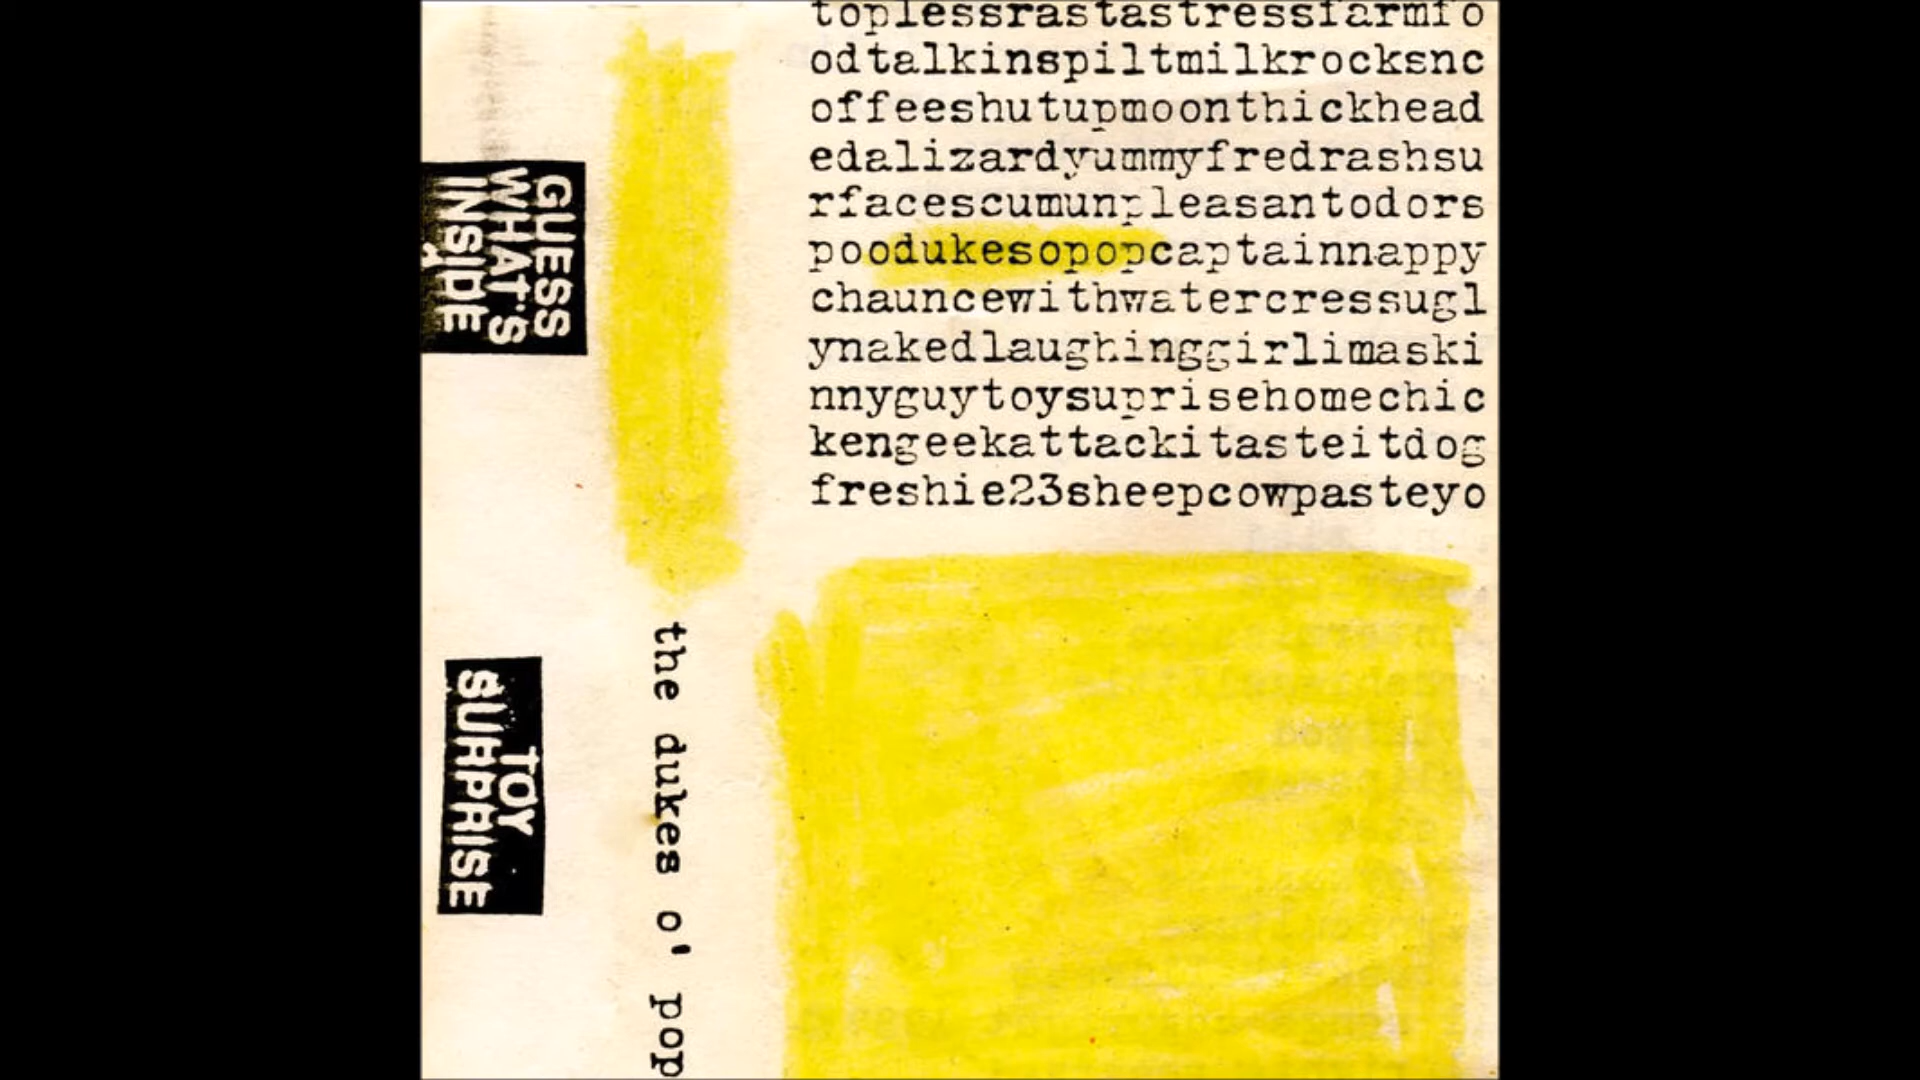 toplessrastastressfarmfo
odtalkinspiltmilkrocksnc
offeeshutupmoonthickhead
edalizardyummyfredrashsu
rfacescumunpleasantodors
poodukesopopcaptainnappy
chauncewithwatercressugl
ynakedlaughinggirlimaski
nnyguytoysuprisehomechic
kengeekattackitasteitdog
freshie23sheepcowpasteyo
GUESS
WHAT'S
INSIDE
TOY
SURPRISE
the dukes o' pop